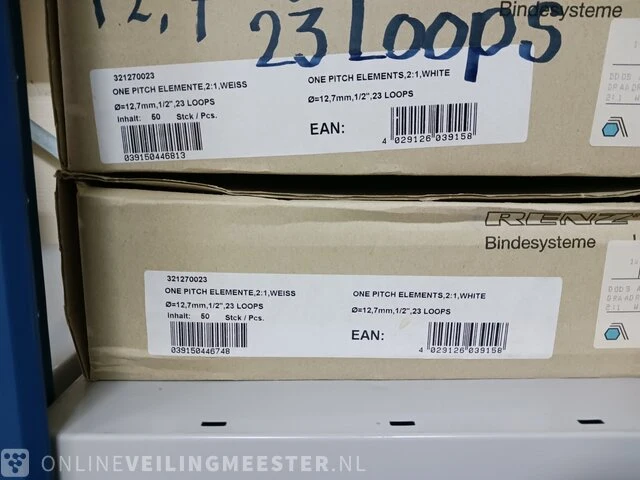 Bindesysteme
23 Loops
321270023
ONE PITCH ELEMENTE,2:1,WEISS
Ø=12,7mm,1/2",23 LOOPS
Inhalt: 50 Stck / Pcs.
039150446813
ONE PITCH ELEMENTS,2:1,WHITE
Ø=12,7mm,1/2",23 LOOPS
EAN:
4 029126 039158
RENZ
Bindesysteme
321270023
ONE PITCH ELEMENTE,2:1,WEISS
Ø=12,7mm,1/2",23 LOOPS
Inhalt: 50 Stck / Pcs.
039150446748
ONE PITCH ELEMENTS,2:1,WHITE
Ø=12,7mm,1/2",23 LOOPS
EAN:
4 029126 039158
ONLINEVEILINGMEESTER.NL